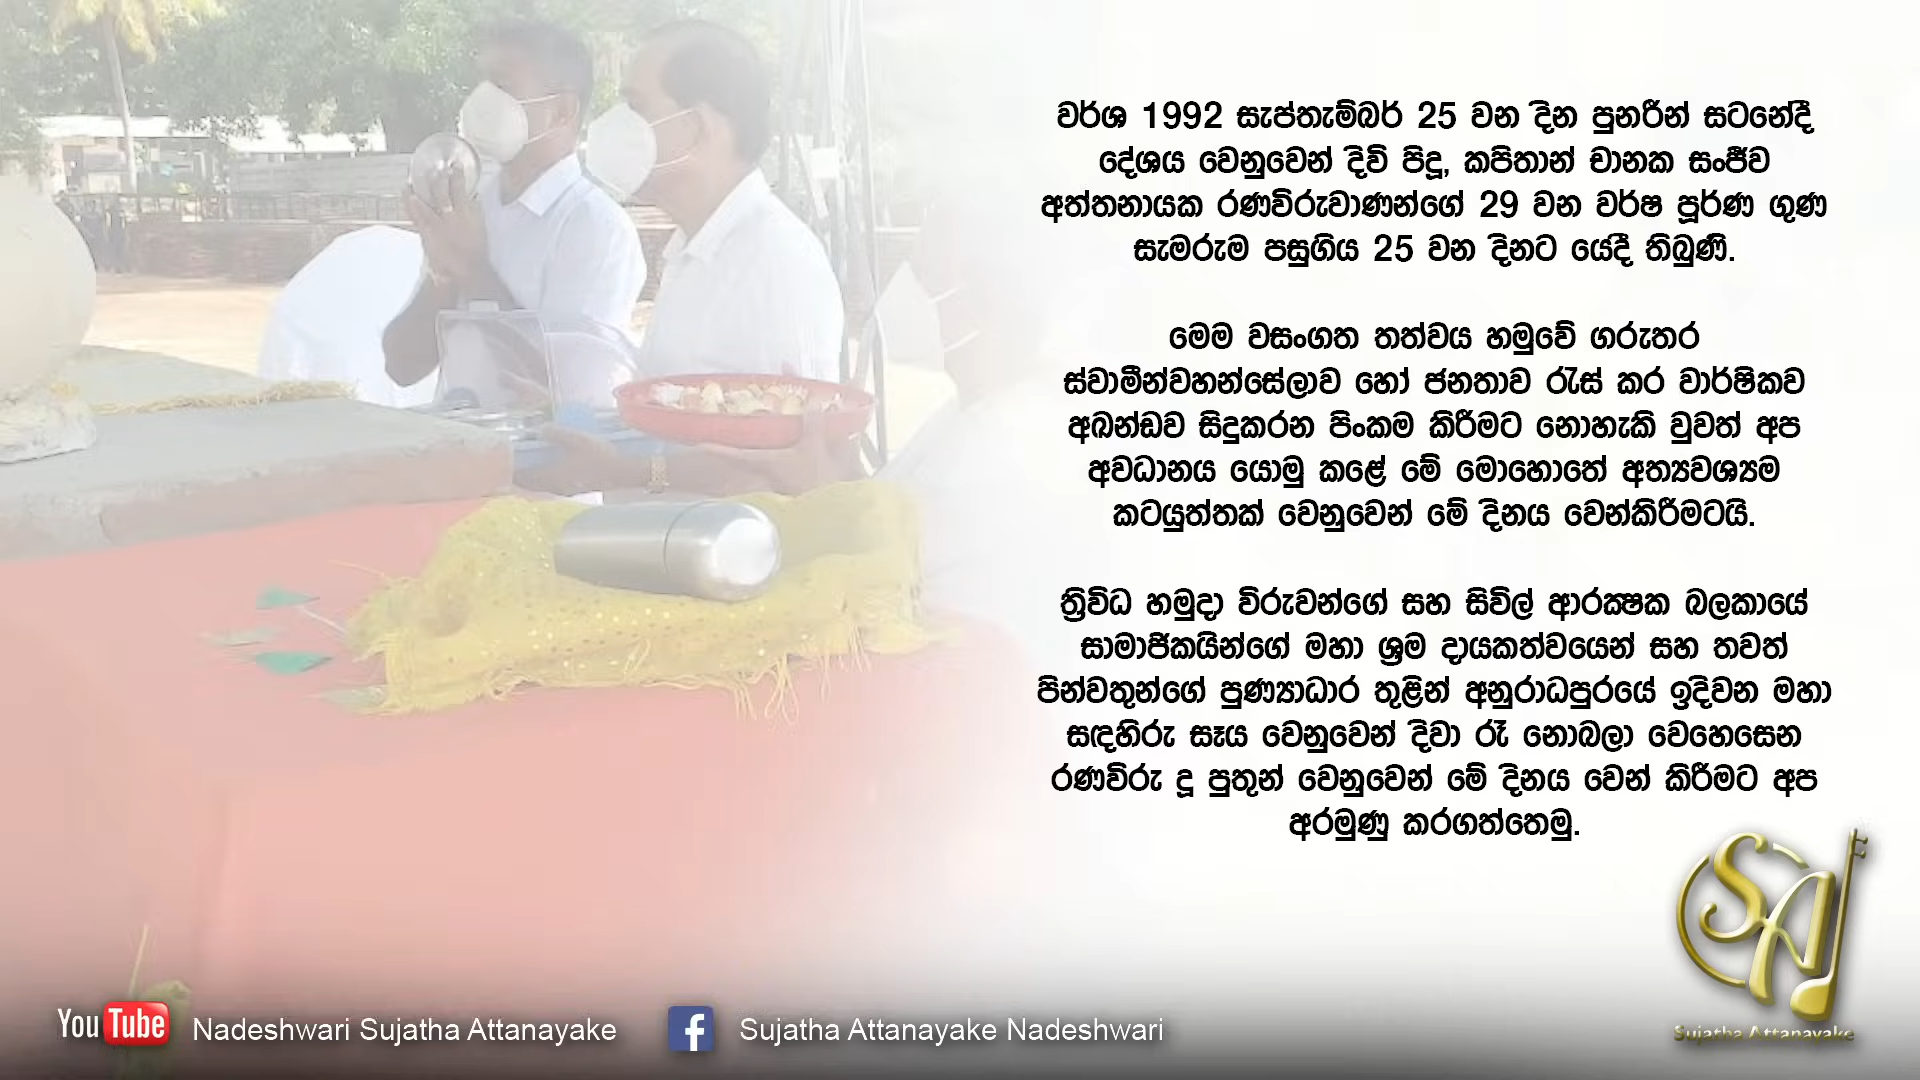 වර්ශ 1992 සැප්තැම්බර් 25 වන දින පුනරීන් සටනේදී
දේශය වෙනුවෙන් දිවි පිදූ, කපිතාන් චානක සංජීව
අත්තනායක රණවිරුවාණන්ගේ 29 වන වර්ෂ පූර්ණ ගුණ
සැමරුම පසුගිය 25 වන දිනට යෙදී තිබුණි.
මෙම වසංගත තත්වය හමුවේ ගරුතර
ස්වාමීන්වහන්සේලාව හෝ ජනතාව රැස් කර වාර්ෂිකව
අඛන්ඩව සිදුකරන පිංකම කිරීමට නොහැකි වුවත් අප
අවධානය යොමු කළේ මේ මොහොතේ අත්‍යවශ්‍යම
කටයුත්තක් වෙනුවෙන් මේ දිනය වෙන්කිරීමටයි.
ත්‍රිවිධ හමුදා විරුවන්ගේ සහ සිවිල් ආරක්‍ෂක බලකායේ
සාමාජිකයින්ගේ මහා ශ්‍රම දායකත්වයෙන් සහ තවත්
පින්වතුන්ගේ පුණ්‍යාධාර තුළින් අනුරාධපුරයේ ඉදිවන මහා
සඳහිරු සෑය වෙනුවෙන් දිවා රෑ නොබලා වෙහෙසෙන
රණවිරු දූ පුතුන් වෙනුවෙන් මේ දිනය වෙන් කිරීමට අප
අරමුණු කරගත්තෙමු.
SA
Sujatha Attanayake
YouTube Nadeshwari Sujatha Attanayake
f Sujatha Attanayake Nadeshwari